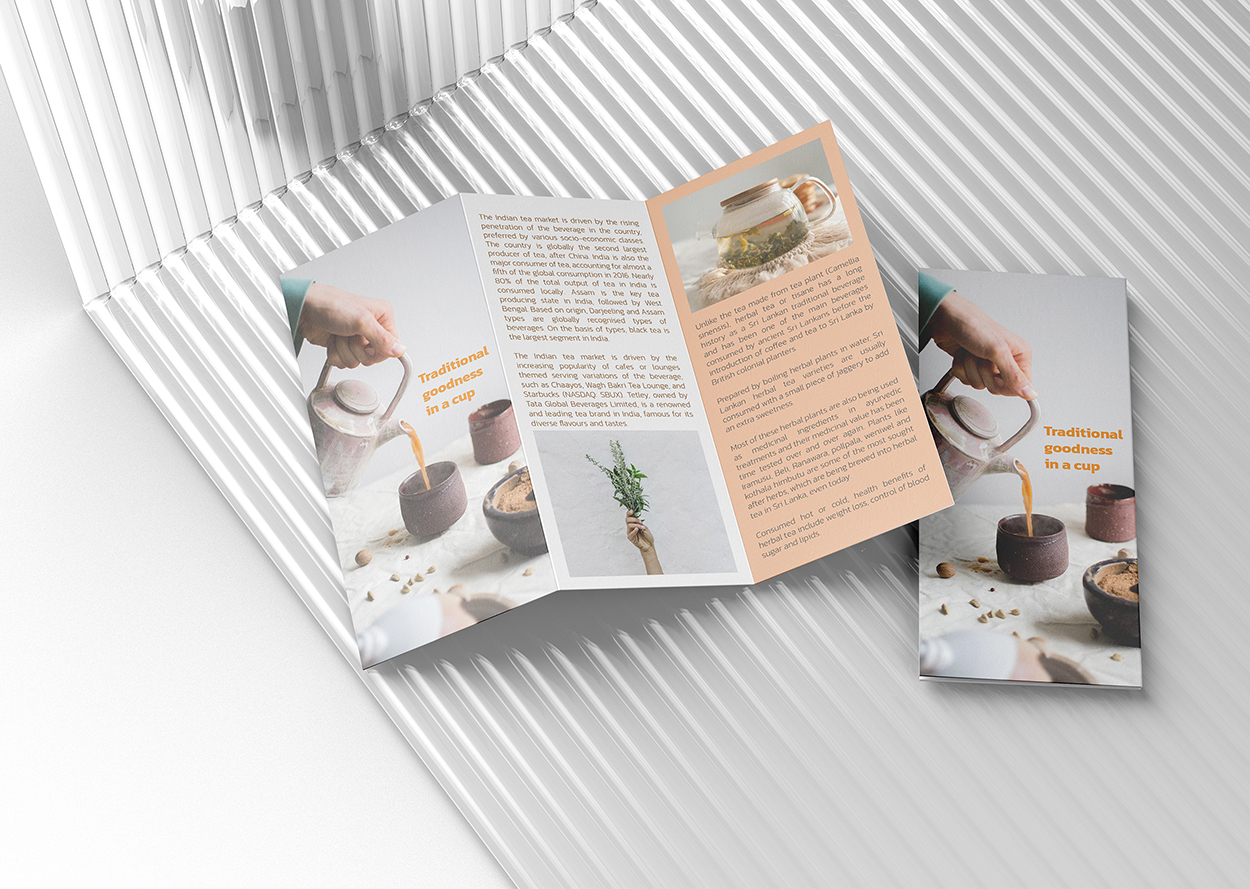 Traditional
goodness
in a cup
The Indian tea market is driven by the rising
penetration of the beverage in the country,
preferred by various socio-economic classes.
The country is globally the second largest
producer of tea, after China. India is also the
major consumer of tea, accounting for almost a
fifth of the global consumption in 2016. Nearly
80% of the total output of tea in India is
consumed locally. Assam is the key tea
producing state in India, followed by West
Bengal. Based on origin, Darjeeling and Assam
types are globally recognised types of
beverages. On the basis of types, black tea is
the largest segment in India.
The Indian tea market is driven by the
increasing popularity of cafes or lounges
themed serving variations of the beverage,
such as Chaayos, Wagh Bakri Tea Lounge, and
Starbucks (NASDAQ: SBUX). Tetley, owned by
Tata Global Beverages Limited, is a renowned
and leading tea brand in India, famous for its
diverse flavours and tastes.
Unlike the tea made from tea plant (Camellia
sinensis), herbal tea or tisane has a long
history as a Sri Lankan traditional beverage
and has been one of the main beverages
consumed by ancient Sri Lankans before the
introduction of coffee and tea to Sri Lanka by
British colonial planters.
Prepared by boiling herbal plants in water, Sri
Lankan herbal tea varieties are usually
consumed with a small piece of jaggery to add
an extra sweetness.
Most of these herbal plants are also being used
as medicinal ingredients in ayurvedic
treatments and their medicinal value has been
time tested over and over again. Plants like
Iramusu, Beli, Ranawara, polpala, weniwel and
kothala himbutu are some of the most sought
after herbs, which are being brewed into herbal
tea in Sri Lanka, even today.
Consumed hot or cold, health benefits of
herbal tea include weight loss, control of blood
sugar and lipids.
Traditional
goodness
in a cup